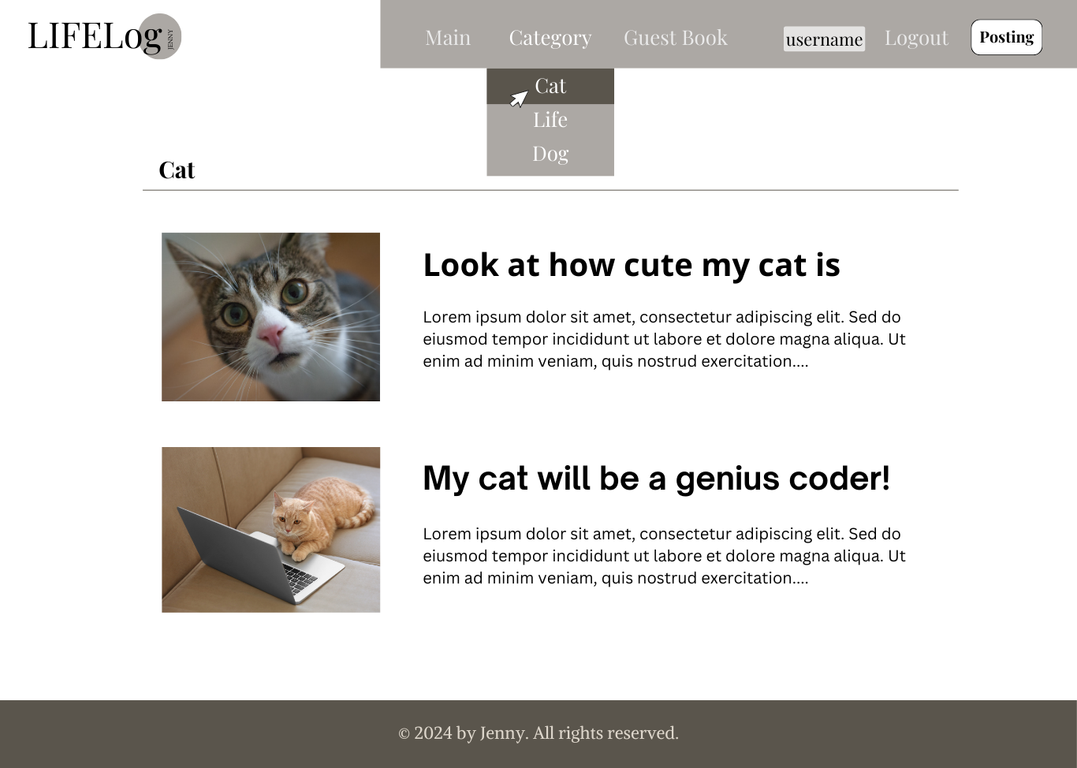 LIFELog
JENNY
Main Category Guest Book username Logout Posting
Cat
Life
Dog
Cat
Look at how cute my cat is
Lorem ipsum dolor sit amet, consectetur adipiscing elit. Sed do
eiusmod tempor incididunt ut labore et dolore magna aliqua. Ut
enim ad minim veniam, quis nostrud exercitation....
My cat will be a genius coder!
Lorem ipsum dolor sit amet, consectetur adipiscing elit. Sed do
eiusmod tempor incididunt ut labore et dolore magna aliqua. Ut
enim ad minim veniam, quis nostrud exercitation....
© 2024 by Jenny. All rights reserved.